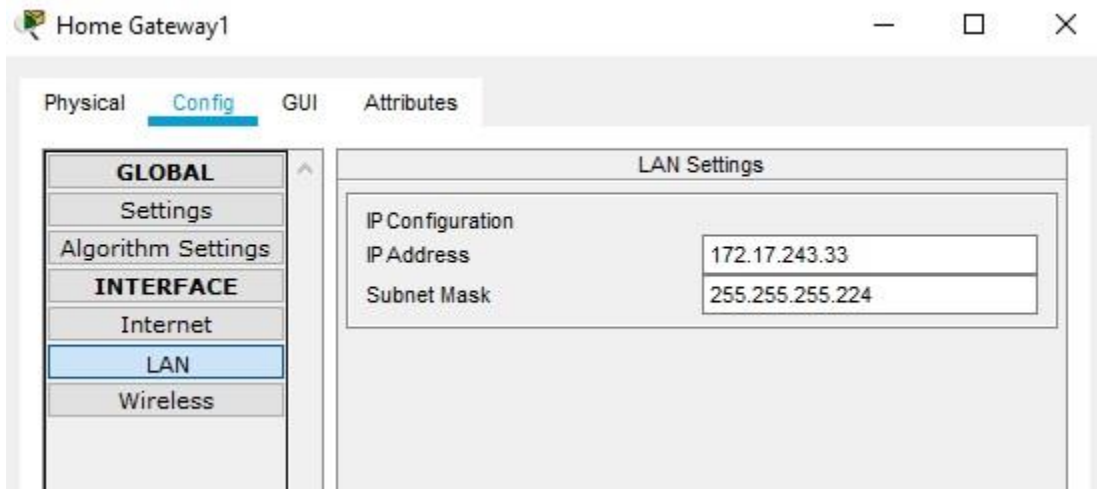 Home Gateway1
Physical Config GUI Attributes
GLOBAL
Settings
Algorithm Settings
INTERFACE
Internet
LAN
Wireless
LAN Settings
IP Configuration
IP Address 172.17.243.33
Subnet Mask 255.255.255.224